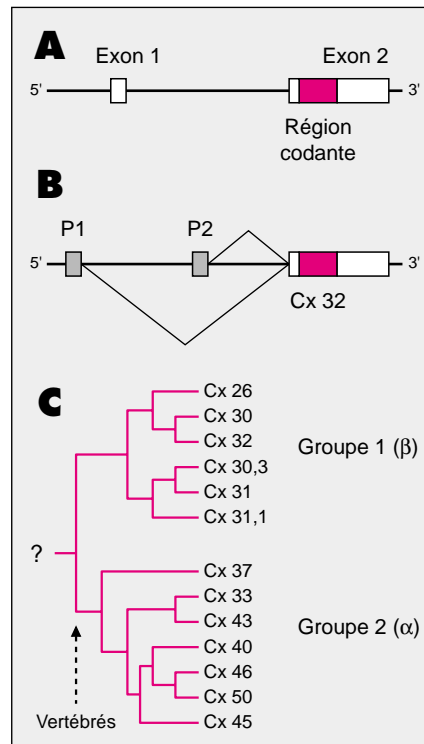 A
Exon 1
Exon 2
5'
3'
Région
codante
B
P1
P2
5'
3'
Cx 32
C
Cx 26
Cx 30
Cx 32
Groupe 1 (β)
Cx 30,3
Cx 31
Cx 31,1
?
Cx 37
Cx 33
Cx 43
Groupe 2 (α)
Cx 40
Cx 46
Cx 50
Cx 45
Vertébrés